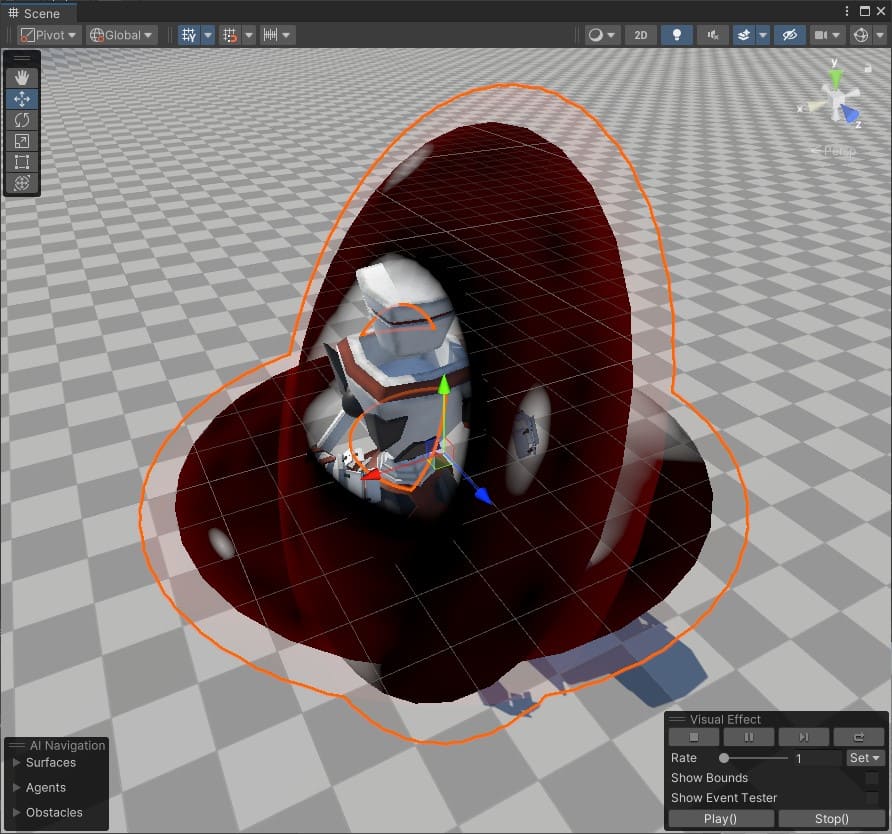 Scene
Pivot Global 2D
y
x
z
Persp
AI Navigation
Surfaces
Agents
Obstacles
Visual Effect
Rate 1 Set
Show Bounds
Show Event Tester
Play() Stop()